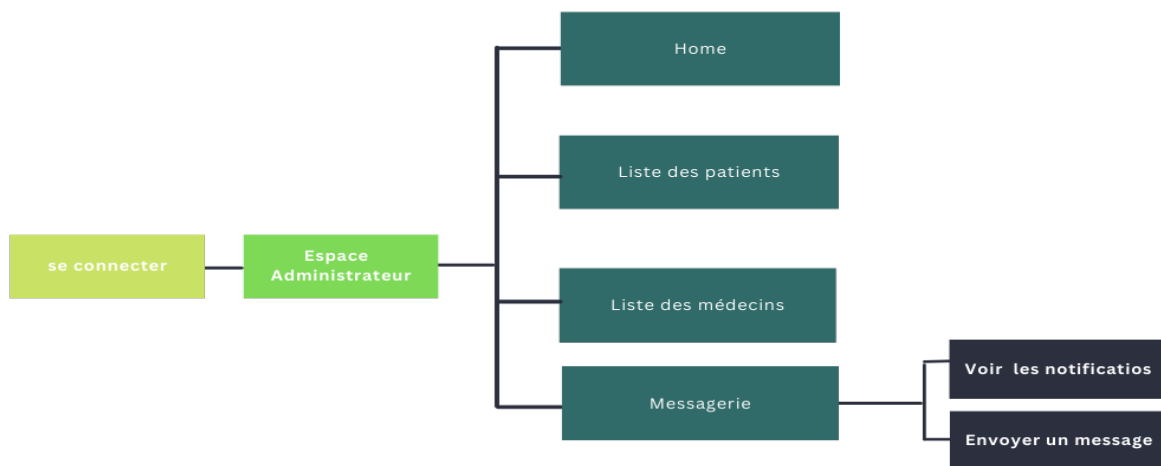 Home
Liste des patients
se connecter
Espace
Administrateur
Liste des médecins
Messagerie
Voir les notificatios
Envoyer un message